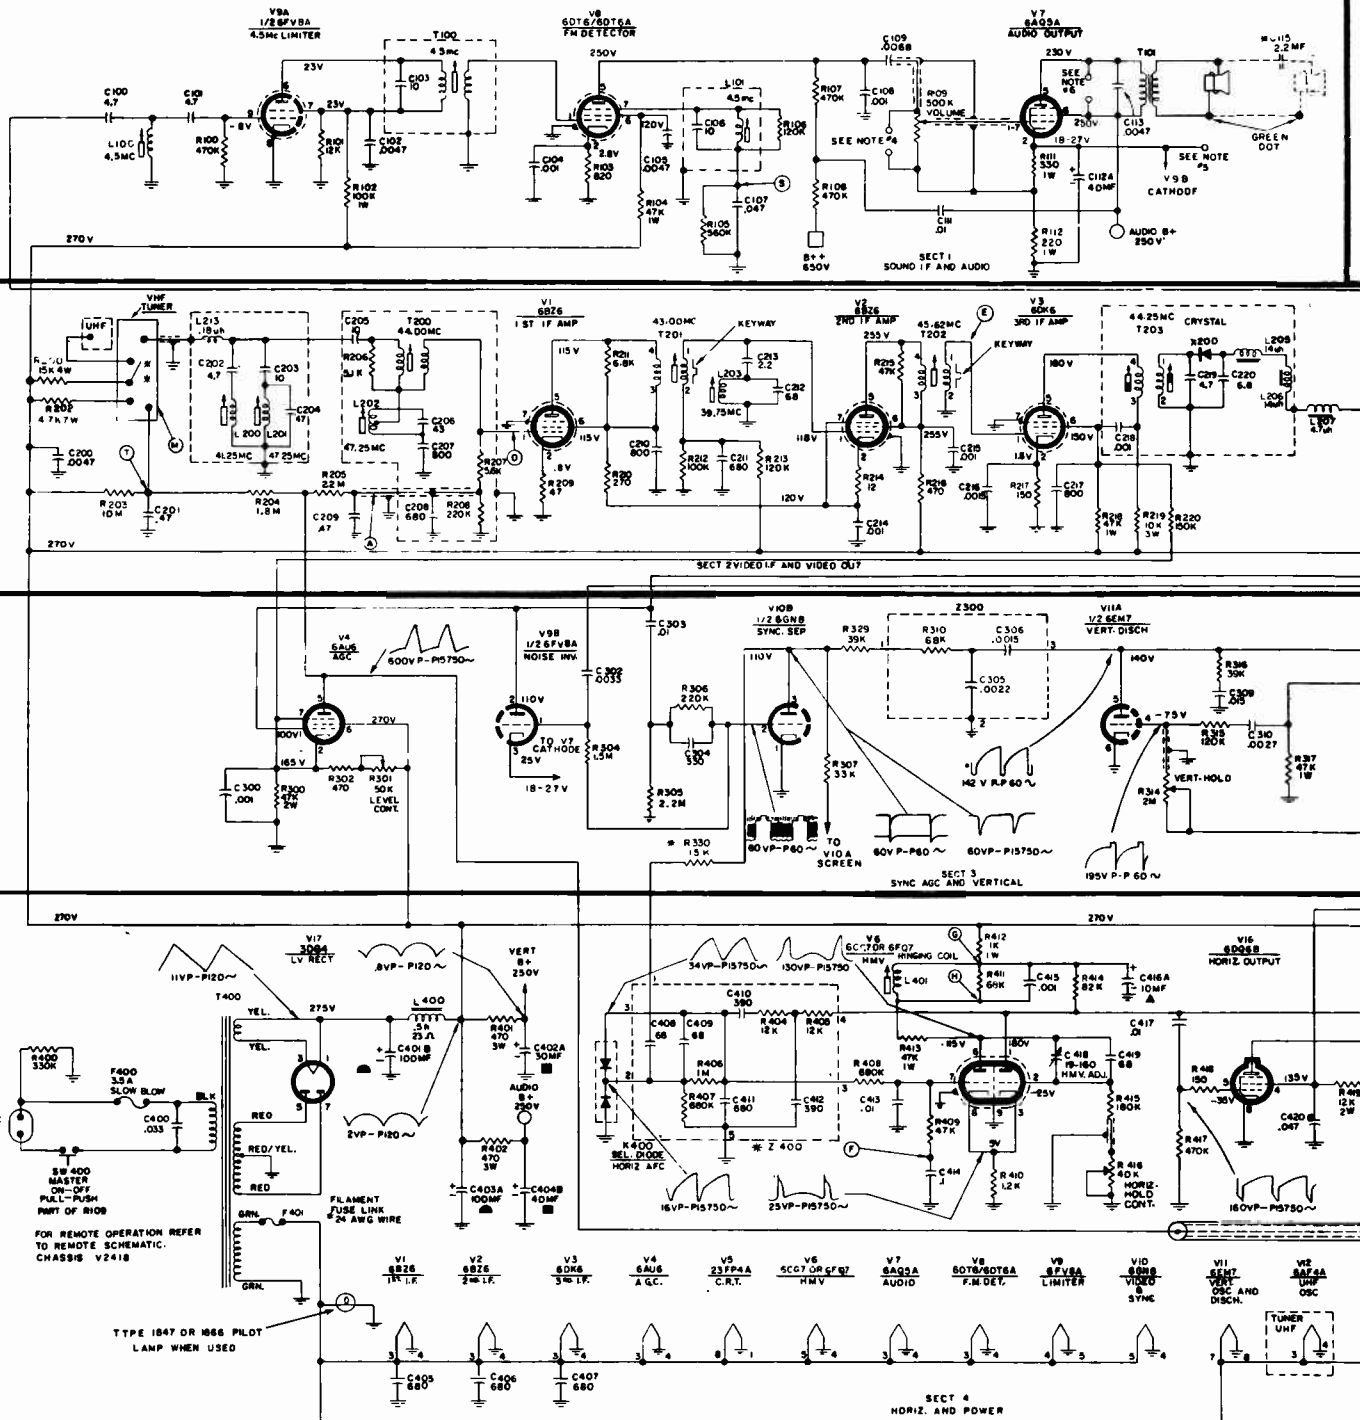 V9A
1/2 6FV8A
4.5Mc LIMITER
V8
6DT6/6DT6A
FM DETECTOR
V7
6AQ5A
AUDIO OUTPUT
T100
4.5mc
C103
10
23V
250V
C109
.0068
230V
T101
C115
2.2MF
SEE
NOTE
#6
C100
4.7
C101
4.7
-.8V
23V
L100
4.5MC
R100
470K
R101
12K
C102
.0047
R102
100K
1W
C104
.001
2.8V
R103
820
120V
C105
.0047
R104
47K
1W
L101
4.5mc
C106
10
R106
120K
R107
470K
C108
.001
R109
500K
VOLUME
SEE NOTE #4
250V
C113
.0047
18-27V
GREEN
DOT
R111
330
1W
C112A
40MF
SEE NOTE
#5
V9B
CATHODE
S
C107
.047
R105
560K
R108
470K
C111
.01
R112
220
1W
AUDIO B+
250V
270V
B++
650V
SECT 1
SOUND IF AND AUDIO
VHF
TUNER
UHF
L213
.18uh
C202
4.7
C203
10
C204
47
L200
L201
41.25MC
47.25MC
15K 4W
R202
4.7K 7W
C200
.0047
T
M
R203
10M
C201
.47
R204
1.8M
R205
2.2M
C209
.47
A
C205
10
T200
44.00MC
R206
5.1K
L202
47.25MC
C206
43
C207
800
C208
680
R208
220K
R207
5.6K
D
V1
6BZ6
1ST IF AMP
115V
115V
.8V
R209
47
R211
6.8K
R210
270
C210
800
43.00MC
T201
KEYWAY
C213
2.2
C212
68
L203
39.75MC
R212
100K
C211
680
R213
120K
118V
120V
V2
6BZ6
2ND IF AMP
255V
R215
47K
45.62MC
T202
E
KEYWAY
255V
R214
12
C214
.001
R216
470
C215
.001
V3
6DK6
3RD IF AMP
180V
150V
1.8V
C216
.0015
R217
150
C217
800
C218
.001
R218
47K
1W
R219
10K
3W
R220
150K
44.25MC
T203
CRYSTAL
X200
C219
4.7
C220
6.8
L205
14uh
L206
14uh
L207
4.7uh
270V
SECT 2 VIDEO I.F AND VIDEO OUT
V4
6AU6
AGC
600VP-P15750~
100V
270V
165V
C300
.001
R300
47K
2W
R302
470
R301
50K
LEVEL
CONT.
V9B
1/2 6FV8A
NOISE INV.
110V
TO V7
CATHODE
25V
18-27V
C303
.01
C302
.0033
R304
1.5M
R306
220K
C304
330
R305
2.2M
* R330
15K
V10B
1/2 6GN8
SYNC. SEP
110V
R329
39K
R307
33K
TO
V10A
SCREEN
60VP-P60~
60VP-P60~
60VP-P15750~
Z300
R310
68K
C306
.0015
C305
.0022
V11A
1/2 6EM7
VERT-DISCH
140V
-75V
142 V P-P 60~
195V P-P 60~
R316
39K
C309
.015
R315
120K
C310
.0027
R317
47K
1W
VERT-HOLD
R314
2M
SECT 3
SYNC AGC AND VERTICAL
270V
270V
V17
3DG4
LV RECT
11VP-P120~
.8VP-P120~
VERT
B+
250V
T400
YEL.
YEL.
275V
L400
.5h
23Ω
C401B
100MF
R401
470
3W
C402A
30MF
AUDIO
B+
250V
R400
330K
F400
3.5A
SLOW BLOW
C400
.033
BLK
SW 400
MASTER
ON-OFF
PULL-PUSH
PART OF R109
FOR REMOTE OPERATION REFER
TO REMOTE SCHEMATIC.
CHASSIS V2418
RED
RED/YEL.
RED
GRN.
F401
GRN.
FILAMENT
FUSE LINK
*24 AWG WIRE
2VP-P120~
R402
470
3W
C403A
100MF
C404B
40MF
TYPE 1847 OR 1866 PILOT
LAMP WHEN USED
34VP-P15750~
130VP-P15750
C408
68
C409
68
C410
390
R404
12K
R405
12K
R406
1M
R407
680K
C411
680
C412
390
K400
SEL. DIODE
HORIZ AFC
* Z 400
16VP-P15750~
25VP-P15750~
V6
6CG7 OR 6FQ7
HMV
RINGING COIL
L401
G
H
R412
1K
1W
R411
68K
C415
.001
R414
82K
C416A
10MF
R413
47K
1W
115V
180V
R408
680K
C413
.01
R409
47K
F
C414
.1
-25V
5V
R410
1.2K
C418
19-160
HMV. ADJ.
C419
68
R415
180K
R416
40K
HORIZ-
HOLD
CONT.
C417
.01
R418
150
-35V
R417
470K
V16
6DQ6B
HORIZ OUTPUT
135V
C420
.047
R419
12K
2W
160VP-P15750~
V1
6BZ6
1ST. I.F.
V2
6BZ6
2ND I.F.
V3
6DK6
3RD I.F.
V4
6AU6
A G.C.
V5
23FP4A
C.R.T.
V6
6CG7 OR 6FQ7
HMV
V7
6AQ5A
AUDIO
V8
6DT6/6DT6A
F.M. DET.
V9
6FV8A
LIMITER
V10
6GN8
VIDEO
&
SYNC
V11
6EM7
VERT.
OSC AND
DISCH.
V12
6AF4A
UHF
OSC
TUNER
UHF
C405
680
C406
680
C407
680
SECT 4
HORIZ. AND POWER